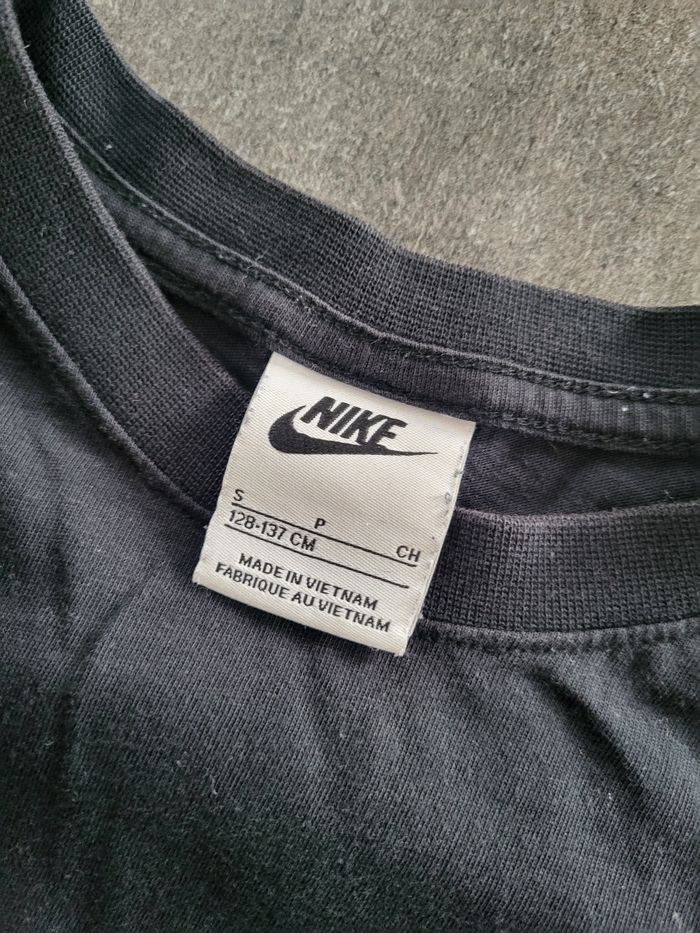 NIKE
S P CH
128-137 CM
MADE IN VIETNAM
FABRIQUE AU VIETNAM